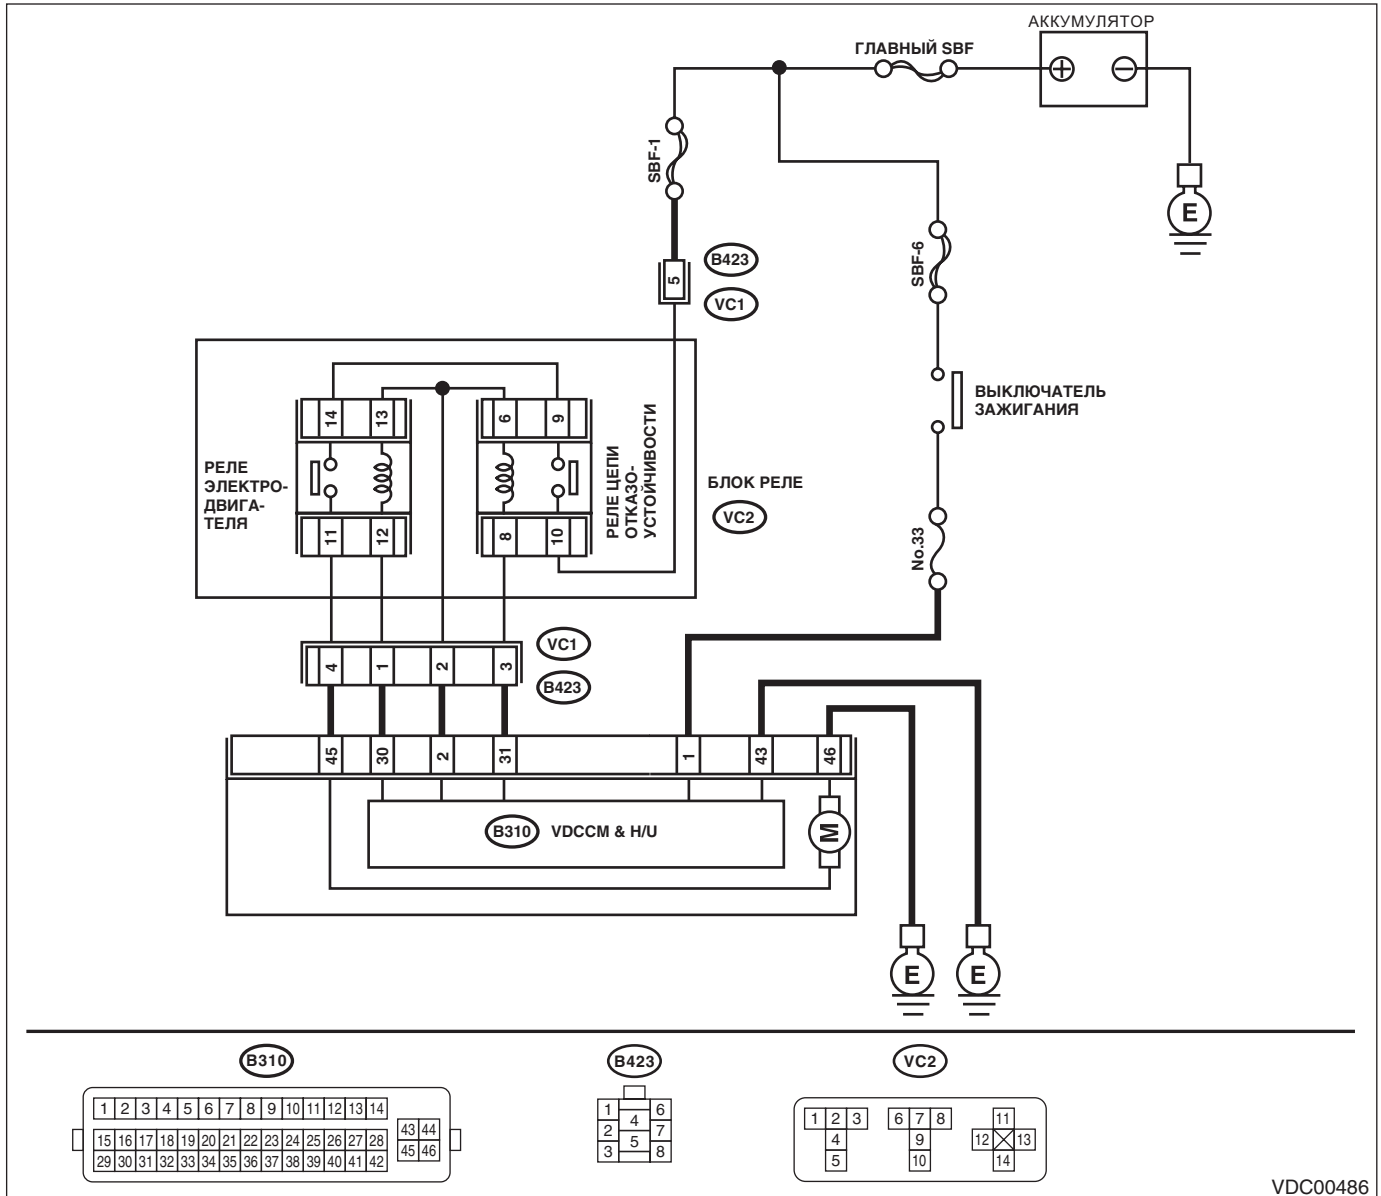 АККУМУЛЯТОР
ГЛАВНЫЙ SBF
E
SBF-1
SBF-6
B423
5
VC1
ВЫКЛЮЧАТЕЛЬ
ЗАЖИГАНИЯ
14 13 6 9
РЕЛЕ
ЭЛЕКТРО-
ДВИГА-
ТЕЛЯ
РЕЛЕ ЦЕПИ
ОТКАЗО-
УСТОЙЧИВОСТИ
БЛОК РЕЛЕ
VC2
11 12 8 10
No.33
VC1
4 1 2 3
B423
45 30 2 31 1 43 46
B310 VDCCM & H/U
M
E E
B310
B423
VC2
1 2 3 4 5 6 7 8 9 10 11 12 13 14
43 44
15 16 17 18 19 20 21 22 23 24 25 26 27 28
45 46
29 30 31 32 33 34 35 36 37 38 39 40 41 42
1 6
4
2 7
5
3 8
1 2 3 6 7 8 11
4 9 12 13
5 10 14
VDC00486